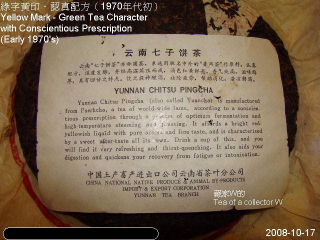 綠字黃印 - 認真配方（1970年代初）
Yellow Mark - Green Tea Character
with Conscientious Prescription
(Early 1970's)
云南七子饼茶
YUNNAN CHITSU PINGCHA
Yunnan Chitsu Pingcha (also called Yuancha) is manufactured
from Puerhcha, a tea of world-wide fame, according to a conscien-
tious prescription through a process of optimum fermentation and
high-temperature steaming and pressing. It affords a bright red-
yellowish liquid with pure aroma and fine taste, and is characterised
by a sweet after-taste all its own. Drink a cup of this, and you
will find it very refreshing and thirst-quenching. It also aids your
digestion and quickens your recovery from fatigue or intoxication.
中国土产畜产进出口公司云南省茶叶分公司
CHINA NATIONAL NATIVE PRODUCE & ANIMAL BY-PRODUCTS
IMPORT & EXPORT CORPORATION
YUNNAN TEA BRANCH
藏家W的
Tea of a collector W
2008-10-17